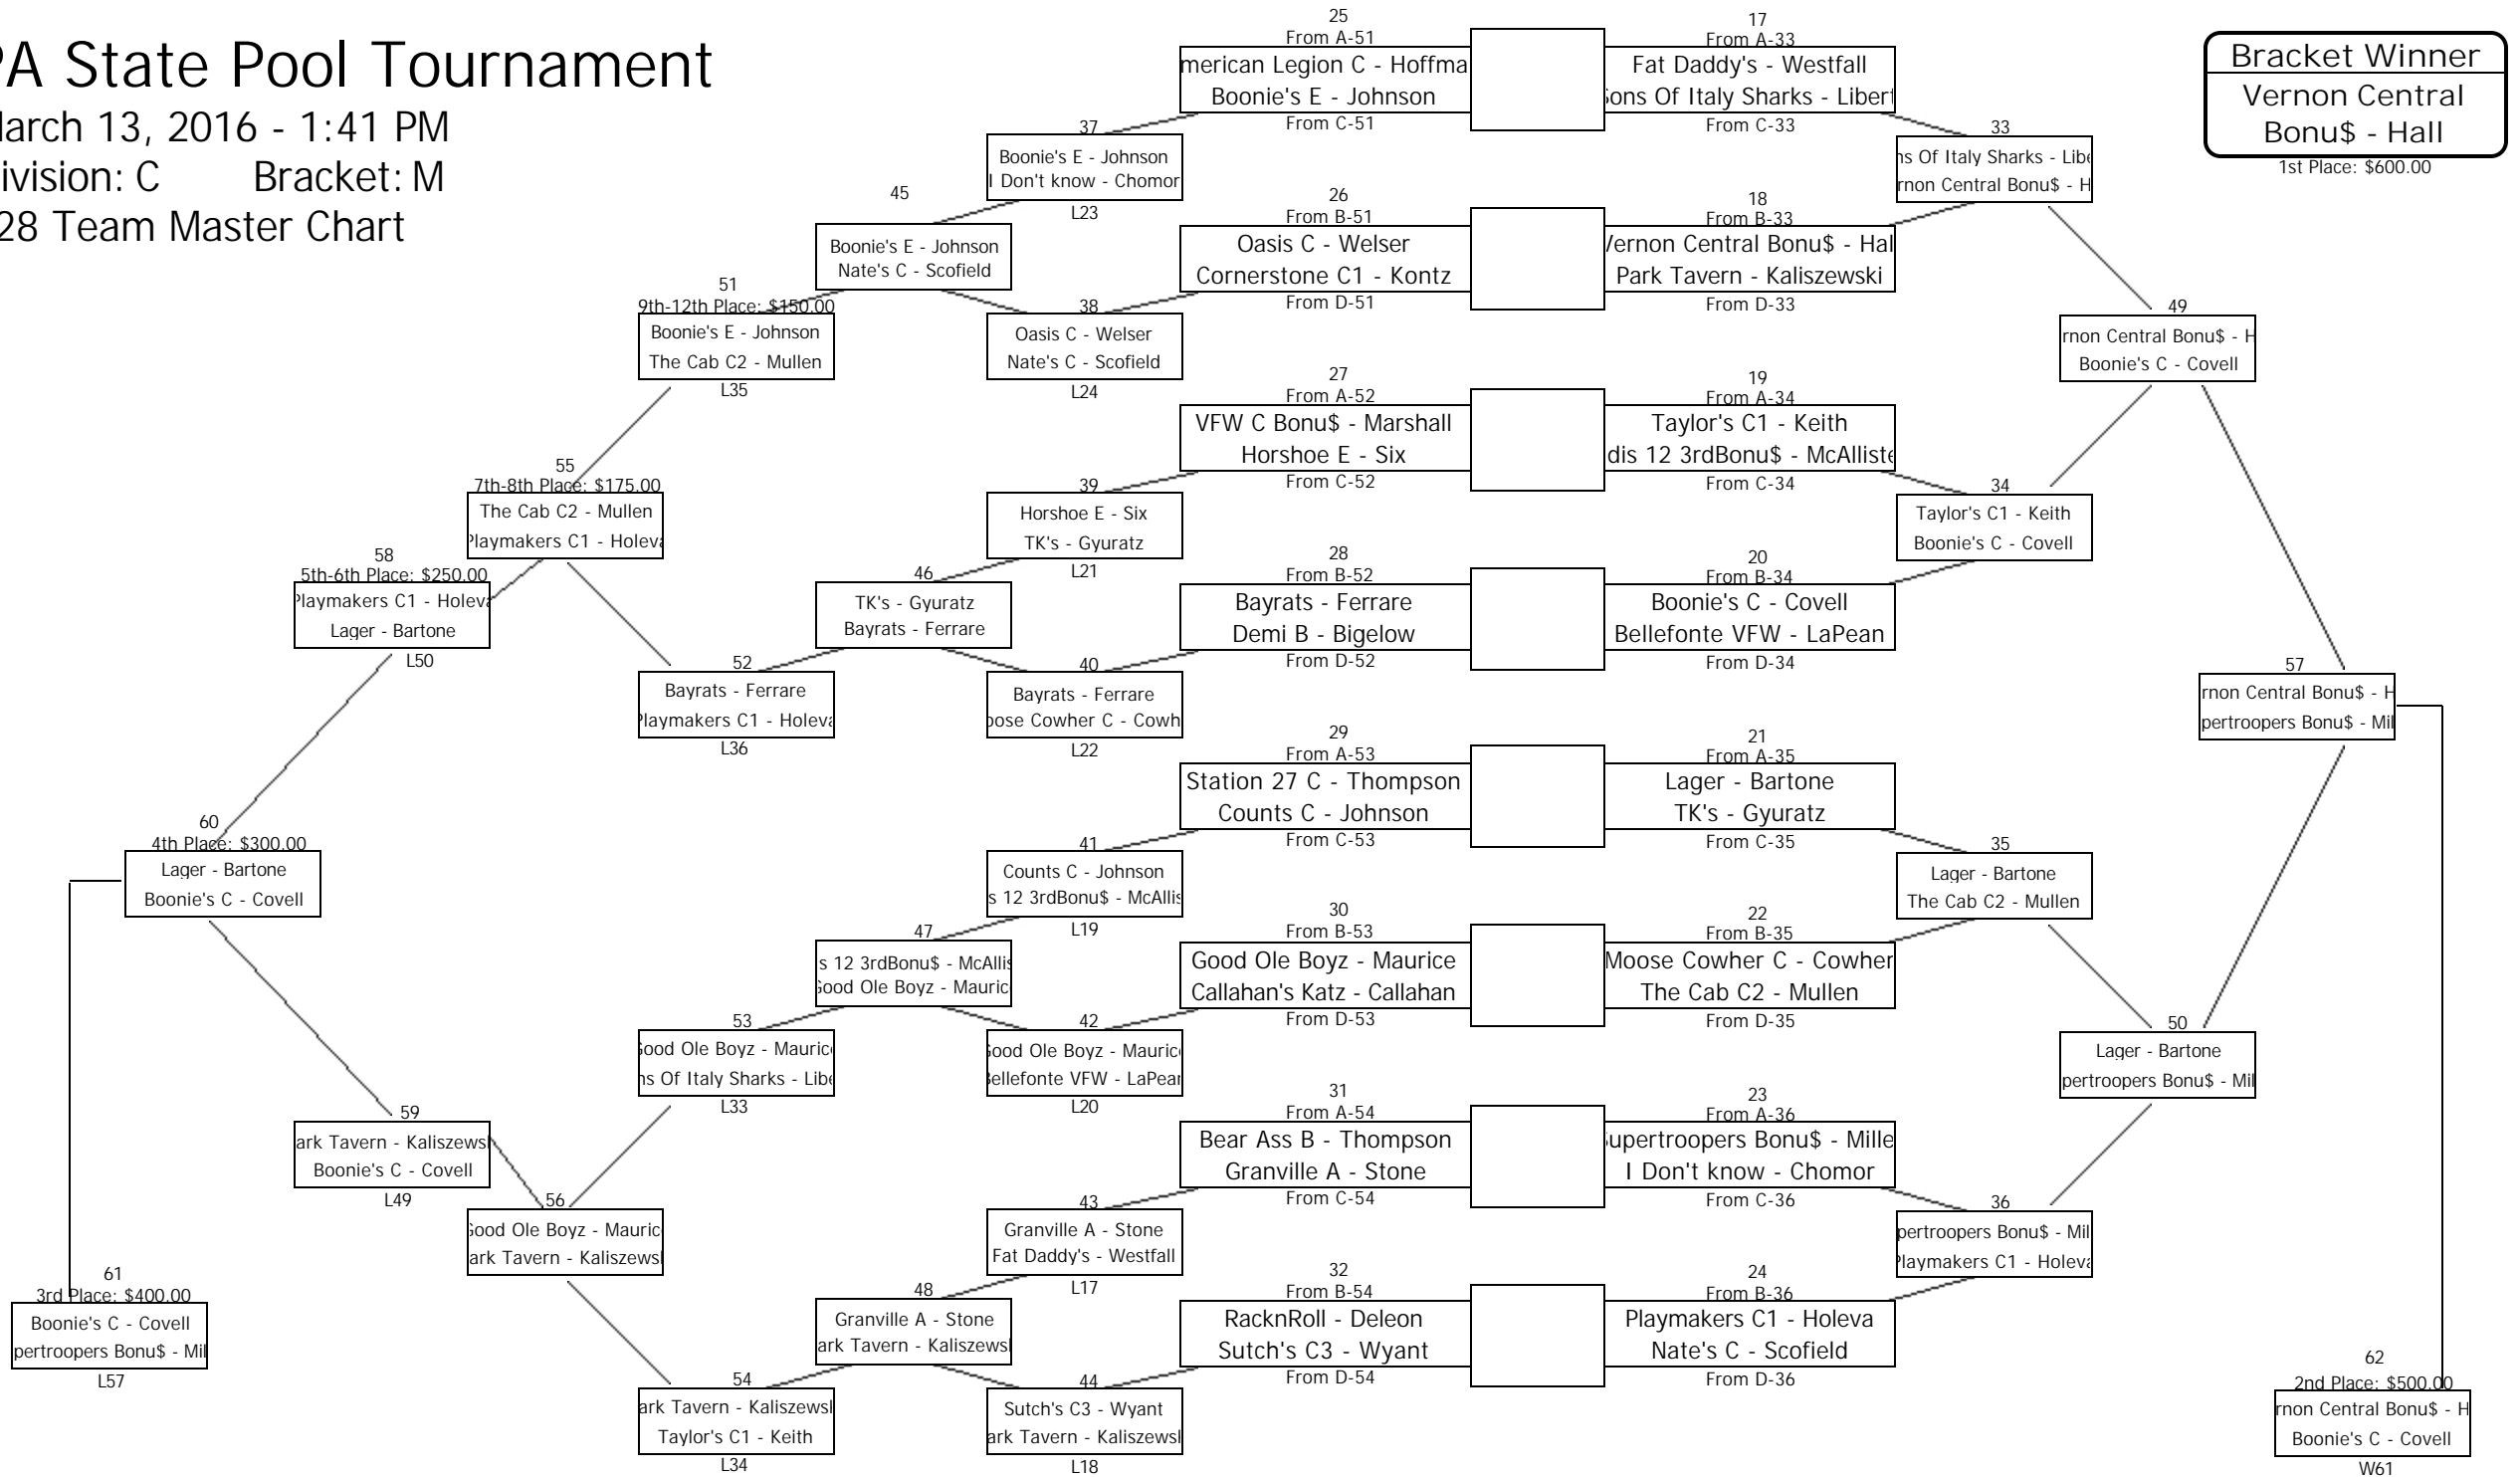 PA State Pool Tournament
March 13, 2016 - 1:41 PM
ivision: C Bracket: M
28 Team Master Chart
Bracket Winner
Vernon Central
Bonu$ - Hall
1st Place: $600.00
25
From A-51
merican Legion C - Hoffma
Boonie's E - Johnson
From C-51
26
From B-51
Oasis C - Welser
Cornerstone C1 - Kontz
From D-51
27
From A-52
VFW C Bonu$ - Marshall
Horshoe E - Six
From C-52
28
From B-52
Bayrats - Ferrare
Demi B - Bigelow
From D-52
29
From A-53
Station 27 C - Thompson
Counts C - Johnson
From C-53
30
From B-53
Good Ole Boyz - Maurice
Callahan's Katz - Callahan
From D-53
31
From A-54
Bear Ass B - Thompson
Granville A - Stone
From C-54
32
From B-54
RacknRoll - Deleon
Sutch's C3 - Wyant
From D-54
17
From A-33
Fat Daddy's - Westfall
Sons Of Italy Sharks - Libert
From C-33
18
From B-33
Vernon Central Bonu$ - Hal
Park Tavern - Kaliszewski
From D-33
19
From A-34
Taylor's C1 - Keith
dis 12 3rdBonu$ - McAlliste
From C-34
20
From B-34
Boonie's C - Covell
Bellefonte VFW - LaPean
From D-34
21
From A-35
Lager - Bartone
TK's - Gyuratz
From C-35
22
From B-35
Moose Cowher C - Cowher
The Cab C2 - Mullen
From D-35
23
From A-36
Supertroopers Bonu$ - Mille
I Don't know - Chomor
From C-36
24
From B-36
Playmakers C1 - Holeva
Nate's C - Scofield
From D-36
37
Boonie's E - Johnson
I Don't know - Chomor
L23
38
Oasis C - Welser
Nate's C - Scofield
L24
39
Horshoe E - Six
TK's - Gyuratz
L21
40
Bayrats - Ferrare
oose Cowher C - Cowh
L22
41
Counts C - Johnson
s 12 3rdBonu$ - McAllis
L19
42
Good Ole Boyz - Maurice
Bellefonte VFW - LaPean
L20
43
Granville A - Stone
Fat Daddy's - Westfall
L17
44
Sutch's C3 - Wyant
ark Tavern - Kaliszewsk
L18
45
Boonie's E - Johnson
Nate's C - Scofield
46
TK's - Gyuratz
Bayrats - Ferrare
47
s 12 3rdBonu$ - McAllis
Good Ole Boyz - Maurice
48
Granville A - Stone
ark Tavern - Kaliszewsk
51
9th-12th Place: $150.00
Boonie's E - Johnson
The Cab C2 - Mullen
L35
52
Bayrats - Ferrare
Playmakers C1 - Holeva
L36
53
Good Ole Boyz - Maurice
ns Of Italy Sharks - Libe
L33
54
ark Tavern - Kaliszewsk
Taylor's C1 - Keith
L34
55
7th-8th Place: $175.00
The Cab C2 - Mullen
Playmakers C1 - Holeva
56
Good Ole Boyz - Maurice
ark Tavern - Kaliszewsk
58
5th-6th Place: $250.00
Playmakers C1 - Holeva
Lager - Bartone
L50
59
ark Tavern - Kaliszewsk
Boonie's C - Covell
L49
60
4th Place: $300.00
Lager - Bartone
Boonie's C - Covell
61
3rd Place: $400.00
Boonie's C - Covell
pertroopers Bonu$ - Mil
L57
33
ns Of Italy Sharks - Libe
rnon Central Bonu$ - H
34
Taylor's C1 - Keith
Boonie's C - Covell
35
Lager - Bartone
The Cab C2 - Mullen
36
pertroopers Bonu$ - Mil
Playmakers C1 - Holeva
49
rnon Central Bonu$ - H
Boonie's C - Covell
50
Lager - Bartone
pertroopers Bonu$ - Mil
57
rnon Central Bonu$ - H
pertroopers Bonu$ - Mil
62
2nd Place: $500.00
rnon Central Bonu$ - H
Boonie's C - Covell
W61